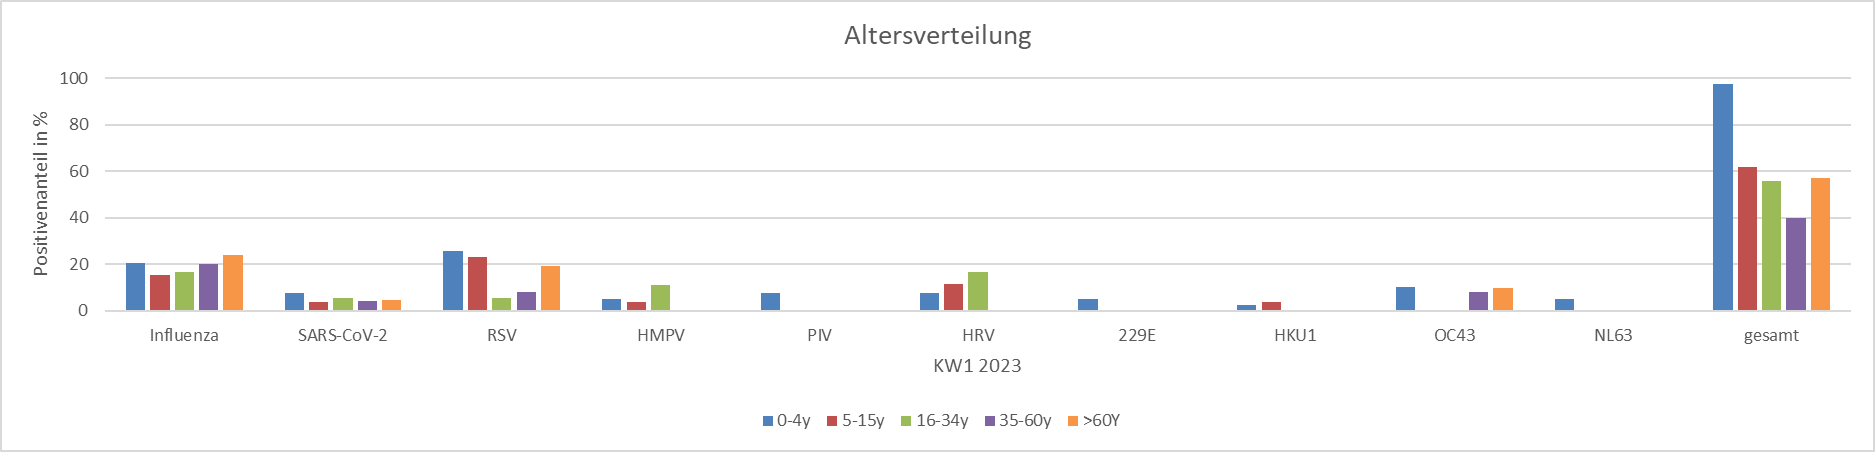 Altersverteilung
Positivenanteil in %
100
80
60
40
20
0
Influenza SARS-CoV-2 RSV HMPV PIV HRV 229E HKU1 OC43 NL63 gesamt
KW1 2023
0-4y 5-15y 16-34y 35-60y >60Y